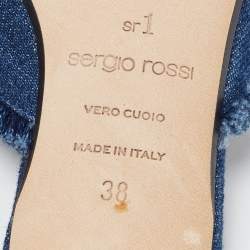 sr1
sergio rossi
VERO CUOIO
MADE IN ITALY
38